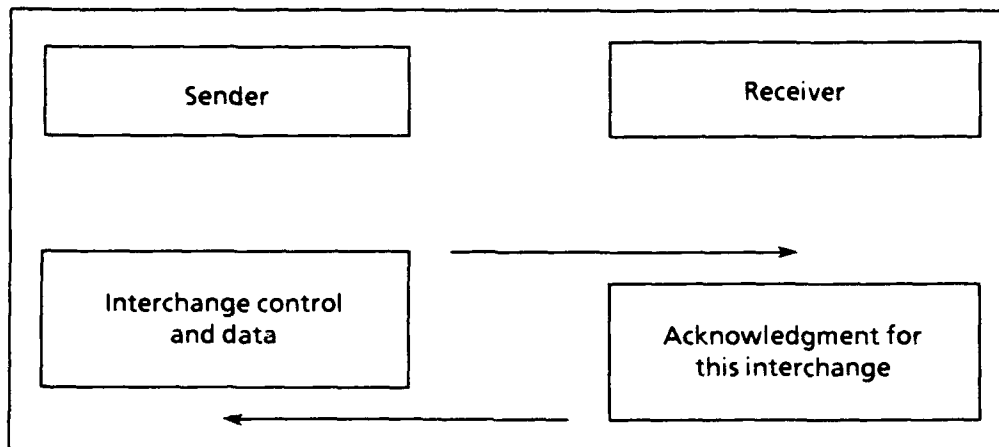 Sender
Receiver
Interchange control
and data
Acknowledgment for
this interchange